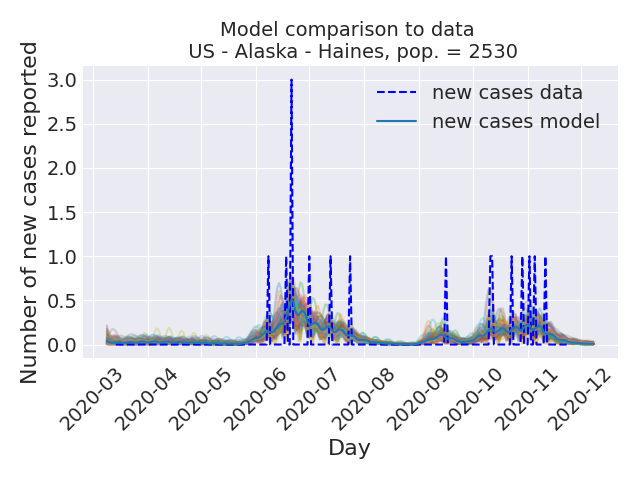 Model comparison to data
US - Alaska - Haines, pop. = 2530
Number of new cases reported
3.0
2.5
2.0
1.5
1.0
0.5
0.0
new cases data
new cases model
2020-03
2020-04
2020-05
2020-06
2020-07
2020-08
2020-09
2020-10
2020-11
2020-12
Day